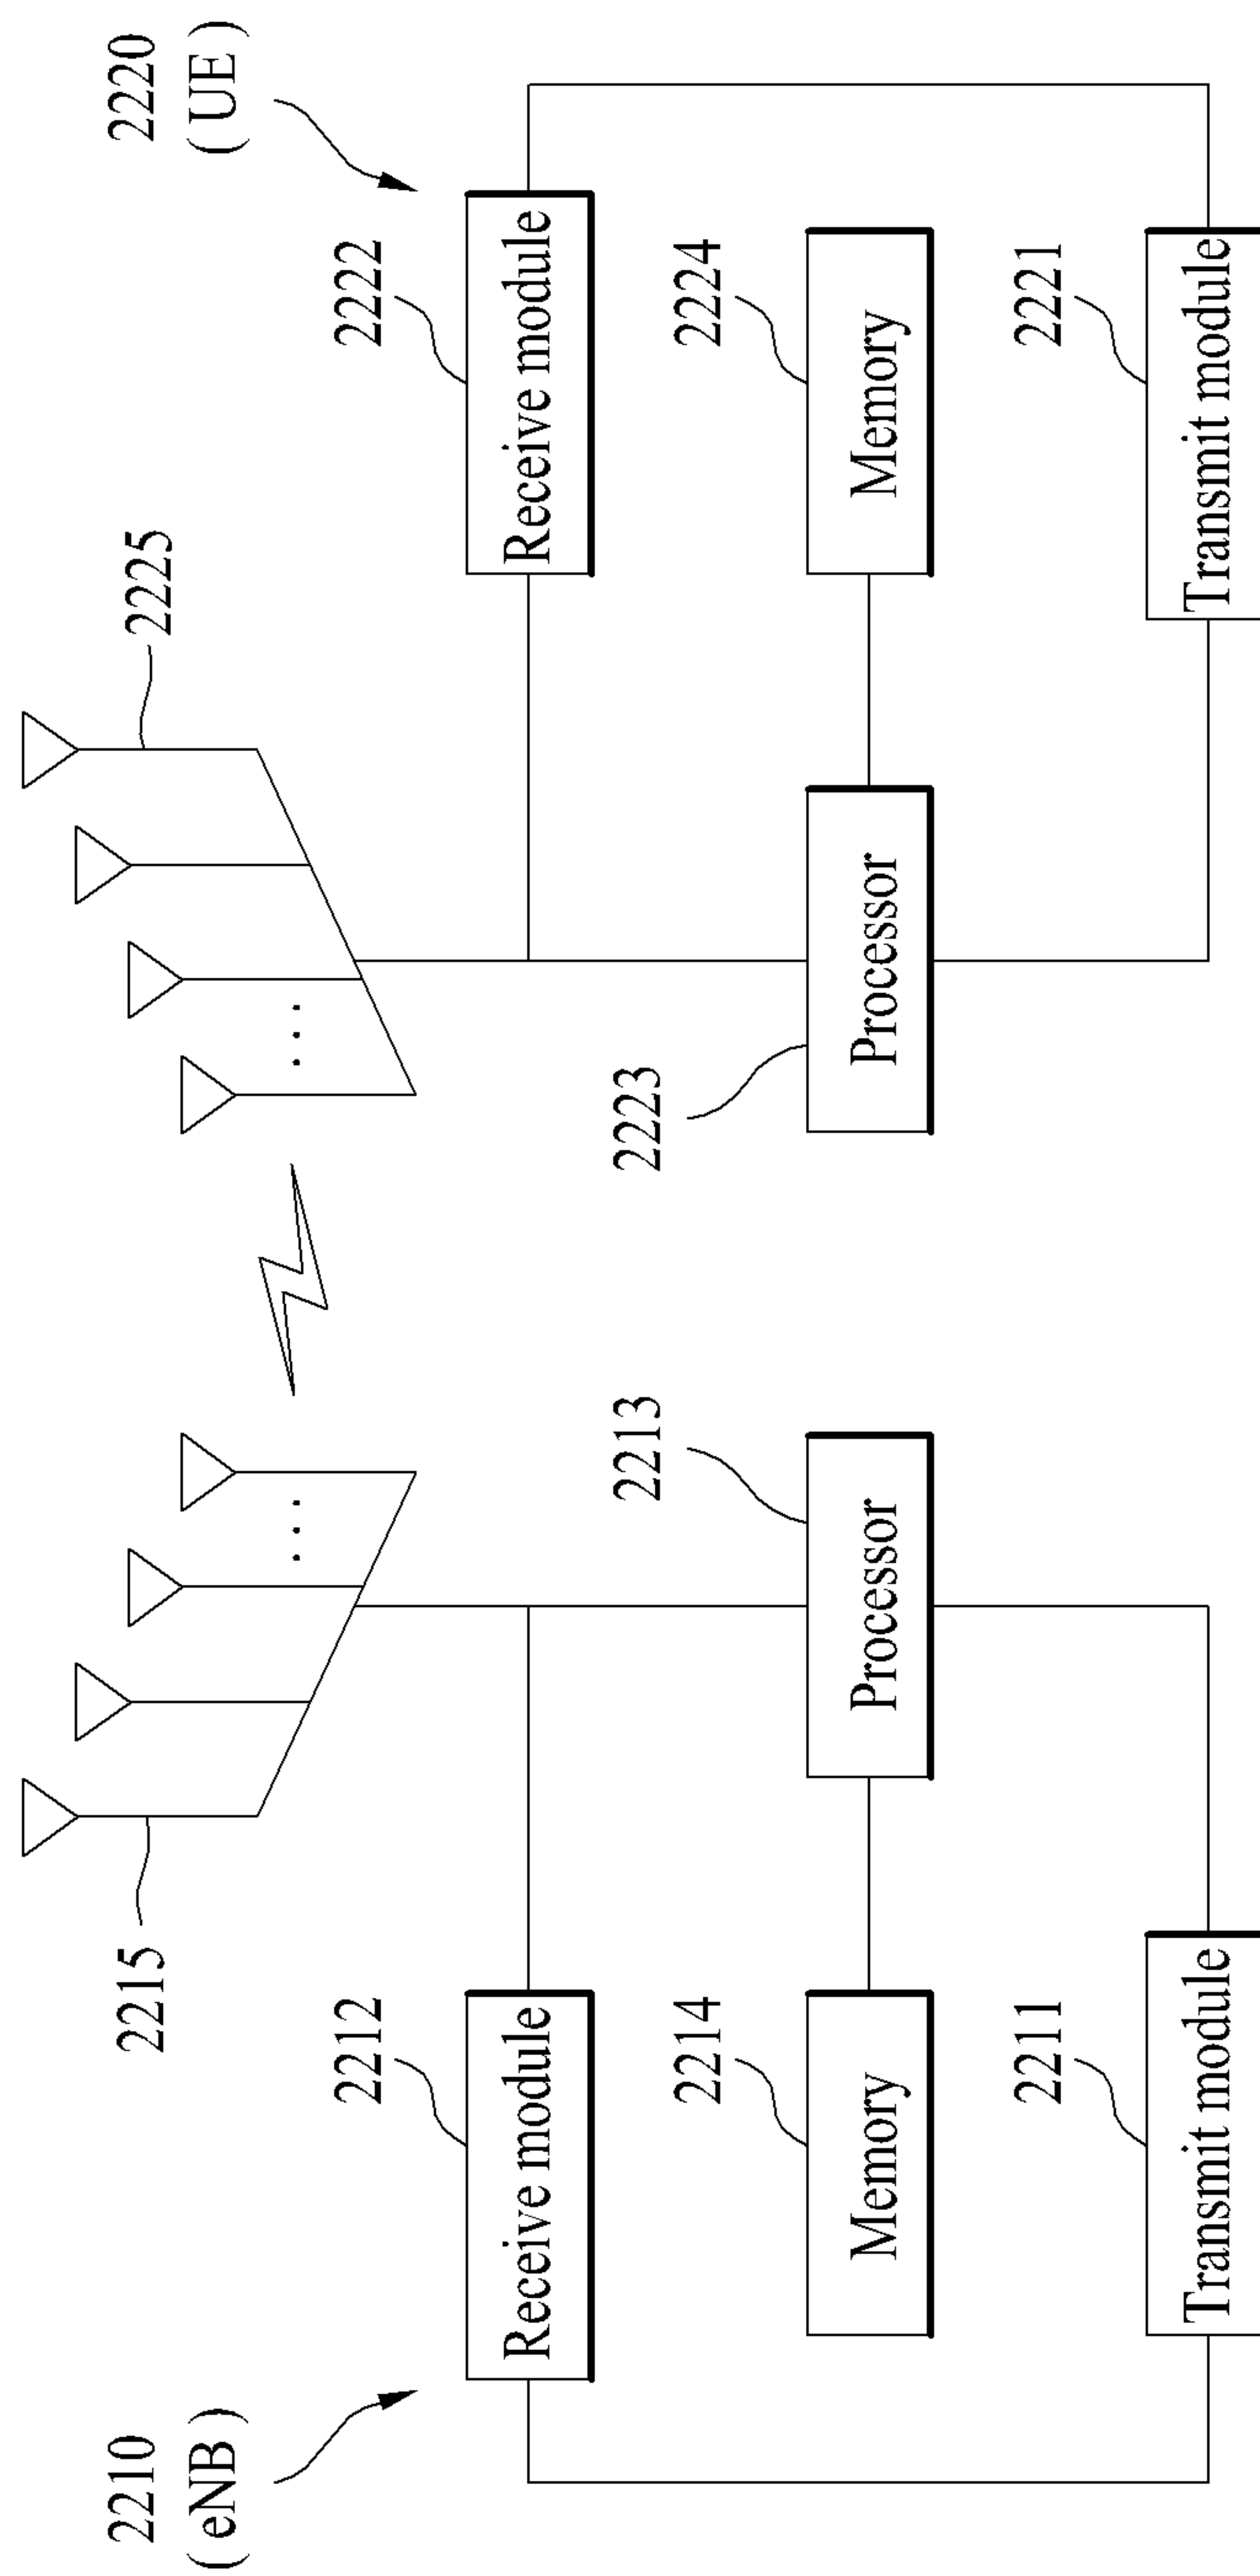 2210
( eNB )
2220
( UE )
2215
2225
2212
Receive module
2222
Receive module
2213
2223
2214
Memory
Processor
Processor
2224
Memory
2211
Transmit module
2221
Transmit module